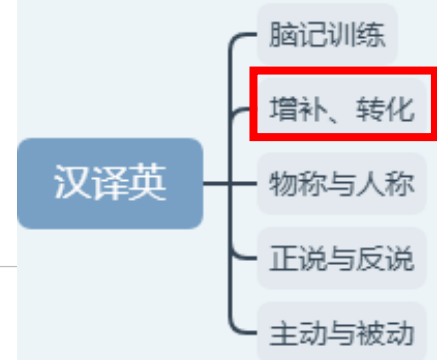 脑记训练
增补、转化
汉译英
物称与人称
正说与反说
主动与被动